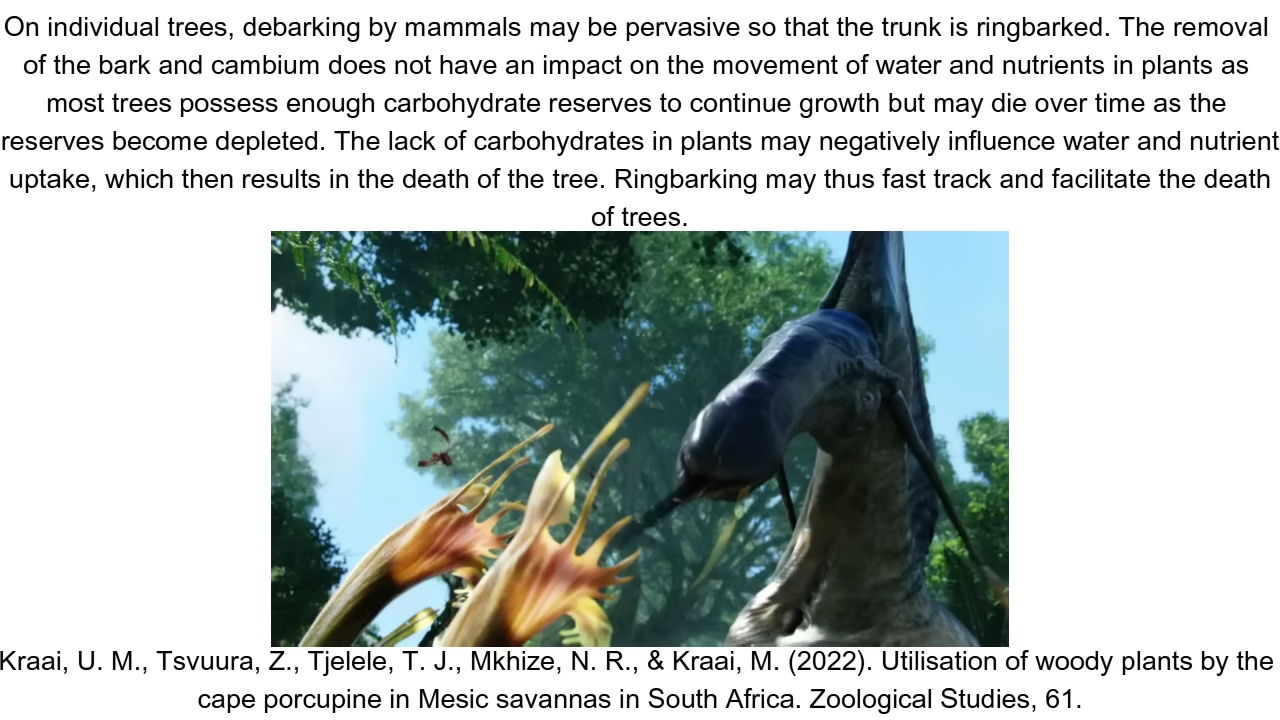 On individual trees, debarking by mammals may be pervasive so that the trunk is ringbarked. The removal
of the bark and cambium does not have an impact on the movement of water and nutrients in plants as
most trees possess enough carbohydrate reserves to continue growth but may die over time as the
reserves become depleted. The lack of carbohydrates in plants may negatively influence water and nutrient
uptake, which then results in the death of the tree. Ringbarking may thus fast track and facilitate the death
of trees.
Kraai, U. M., Tsvuura, Z., Tjelele, T. J., Mkhize, N. R., & Kraai, M. (2022). Utilisation of woody plants by the
cape porcupine in Mesic savannas in South Africa. Zoological Studies, 61.